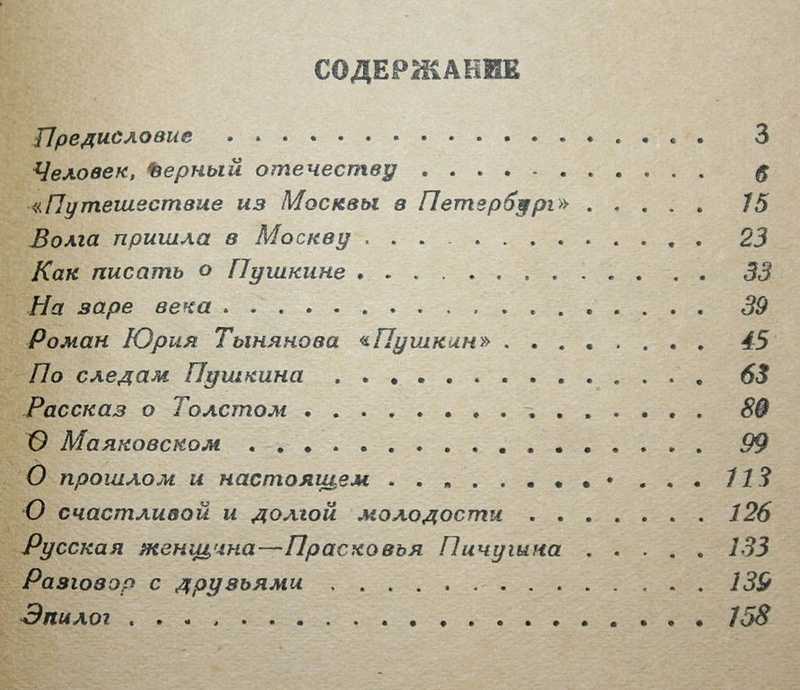 СОДЕРЖАНИЕ
Предисловие . . . . . . . . . . . . . . . . . . 3
Человек, верный отечеству . . . . . . . . . . . 6
«Путешествие из Москвы в Петербург» . . . . . 15
Волга пришла в Москву . . . . . . . . . . . . . 23
Как писать о Пушкине . . . . . . . . . . . . . 33
На заре века . . . . . . . . . . . . . . . . . . 39
Роман Юрия Тынянова «Пушкин» . . . . . . . . 45
По следам Пушкина . . . . . . . . . . . . . . 63
Рассказ о Толстом . . . . . . . . . . . . . . . 80
О Маяковском . . . . . . . . . . . . . . . . . 99
О прошлом и настоящем . . . . . . . . . . . . 113
О счастливой и долгой молодости . . . . . . . 126
Русская женщина—Прасковья Пичугина . . . . . 133
Разговор с друзьями . . . . . . . . . . . . . . 139
Эпилог . . . . . . . . . . . . . . . . . . . . . 158